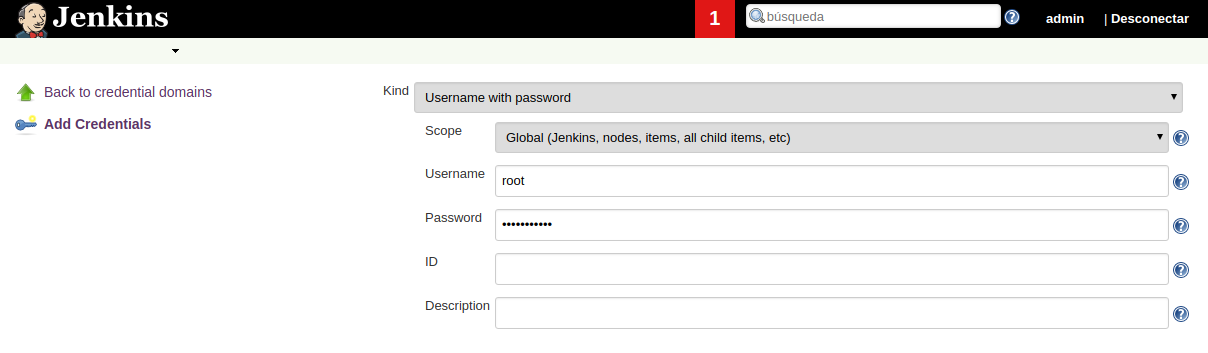 Jenkins
1
búsqueda
?
admin
| Desconectar
Back to credential domains
Add Credentials
Kind
Username with password
Scope
Global (Jenkins, nodes, items, all child items, etc)
?
Username
root
?
Password
•••••••••••
?
ID
?
Description
?